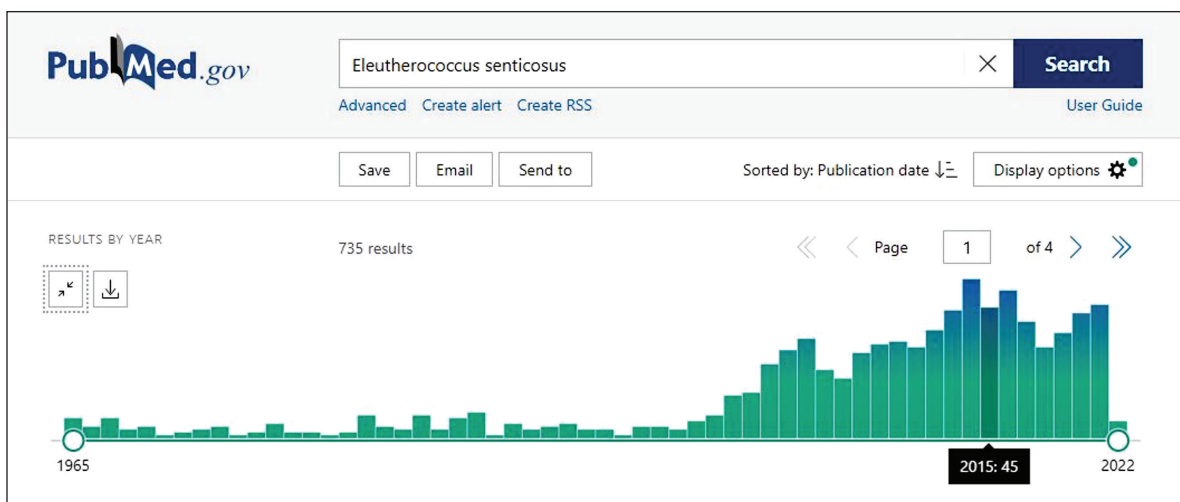 PubMed.gov
Eleutherococcus senticosus
Search
Advanced Create alert Create RSS
User Guide
Save Email Send to
Sorted by: Publication date
Display options
RESULTS BY YEAR
735 results
Page 1 of 4
1965
2015: 45
2022